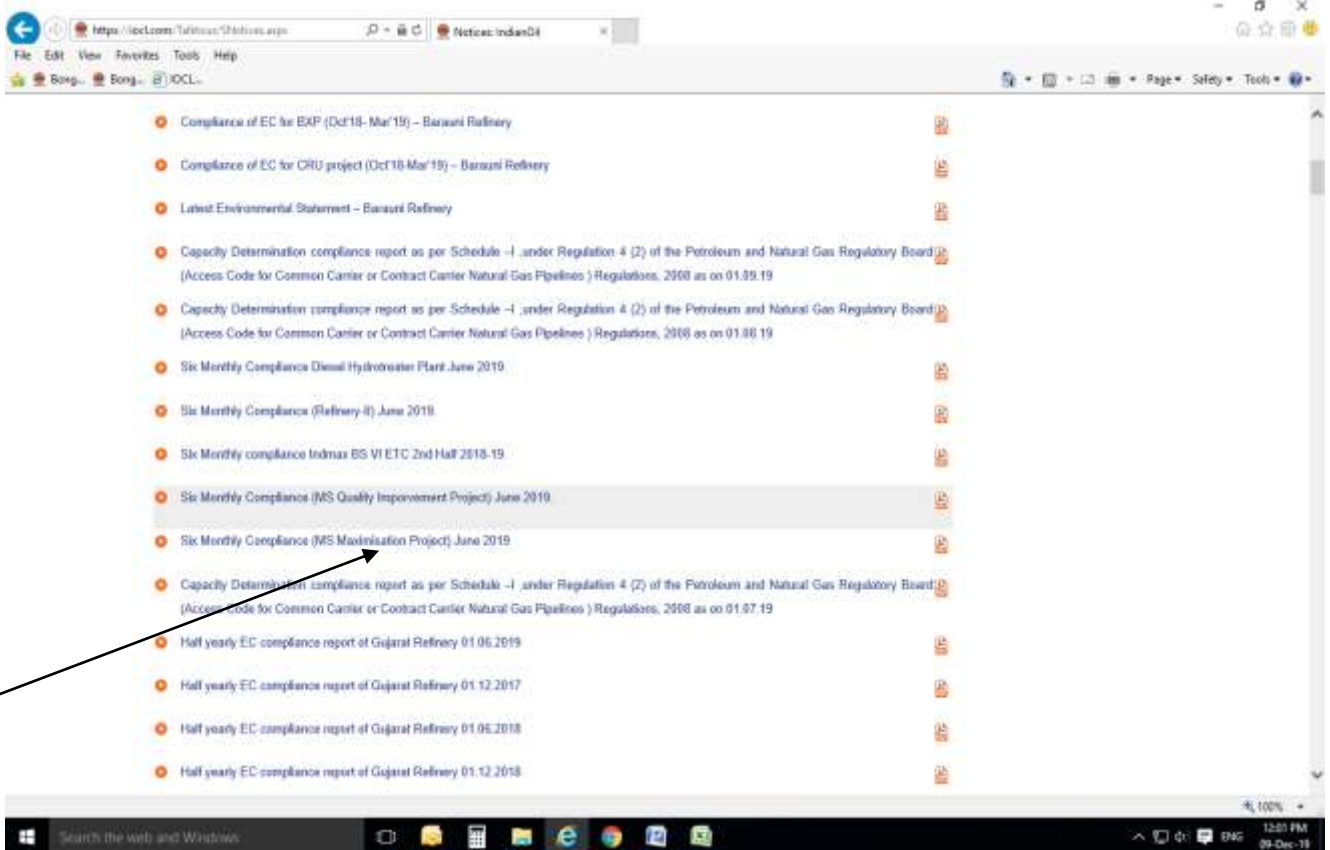 Notices: IndianOil
File Edit View Favorites Tools Help
Bong... Bong... IOCL...
Page Safety Tools
Compliance of EC for BXP (Oct'18- Mar'19) – Barauni Refinery
Compliance of EC for CRU project (Oct'18-Mar'19) – Barauni Refinery
Latest Environmental Statement – Barauni Refinery
Capacity Determination compliance report as per Schedule –I ,under Regulation 4 (2) of the Petroleum and Natural Gas Regulatory Board
(Access Code for Common Carrier or Contract Carrier Natural Gas Pipelines ) Regulations, 2008 as on 01.09.19
Capacity Determination compliance report as per Schedule –I ,under Regulation 4 (2) of the Petroleum and Natural Gas Regulatory Board
(Access Code for Common Carrier or Contract Carrier Natural Gas Pipelines ) Regulations, 2008 as on 01.08.19
Six Monthly Compliance Diesel Hydrotreater Plant June 2019
Six Monthly Compliance (Refinery-II) June 2019.
Six Monthly compliance Indmax BS VI ETC 2nd Half 2018-19.
Six Monthly Compliance (MS Quality Imporvement Project) June 2019.
Six Monthly Compliance (MS Maximisation Project) June 2019
Capacity Determination compliance report as per Schedule –I ,under Regulation 4 (2) of the Petroleum and Natural Gas Regulatory Board
(Access Code for Common Carrier or Contract Carrier Natural Gas Pipelines ) Regulations, 2008 as on 01.07.19
Half yearly EC compliance report of Gujarat Refinery 01.06.2019
Half yearly EC compliance report of Gujarat Refinery 01.12.2017
Half yearly EC compliance report of Gujarat Refinery 01.06.2018
Half yearly EC compliance report of Gujarat Refinery 01.12.2018
100%
Search the web and Windows
ENG
12:01 PM
09-Dec-19